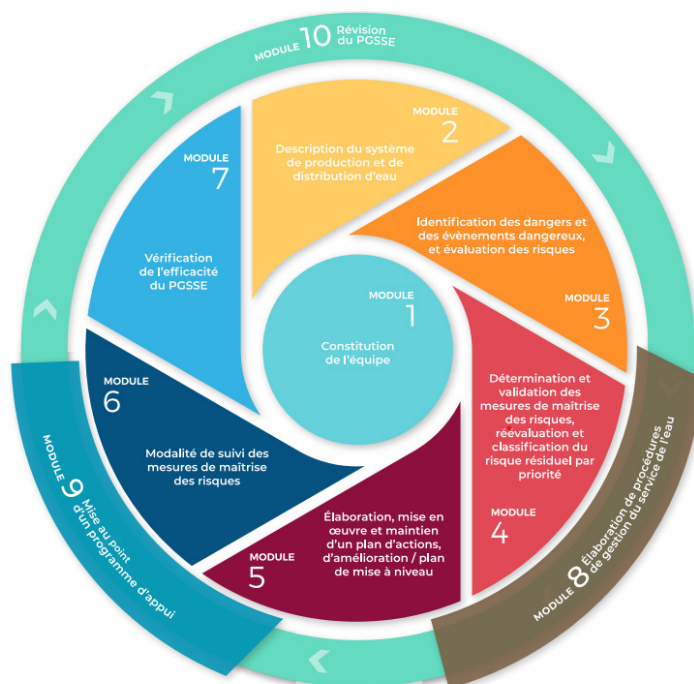 MODULE 10 Révision
du PGSSE
MODULE
2
Description du système
de production et de
distribution d'eau
MODULE
7
Vérification
de l'efficacité
du PGSSE
Identification des dangers et
des évènements dangereux,
et évaluation des risques
MODULE
3
MODULE
1
Constitution
de l'équipe
MODULE
6
Modalité de suivi des
mesures de maîtrise
des risques
Détermination et
validation des
mesures de maîtrise
des risques,
réévaluation et
classification du
risque résiduel par
priorité
MODULE
4
MODULE
5
Élaboration, mise en
œuvre et maintien
d'un plan d'actions,
d'amélioration / plan
de mise à niveau
MODULE 8 Élaboration de procédures
de gestion du service de l'eau
MODULE 9 Mise au point
d'un programme d'appui